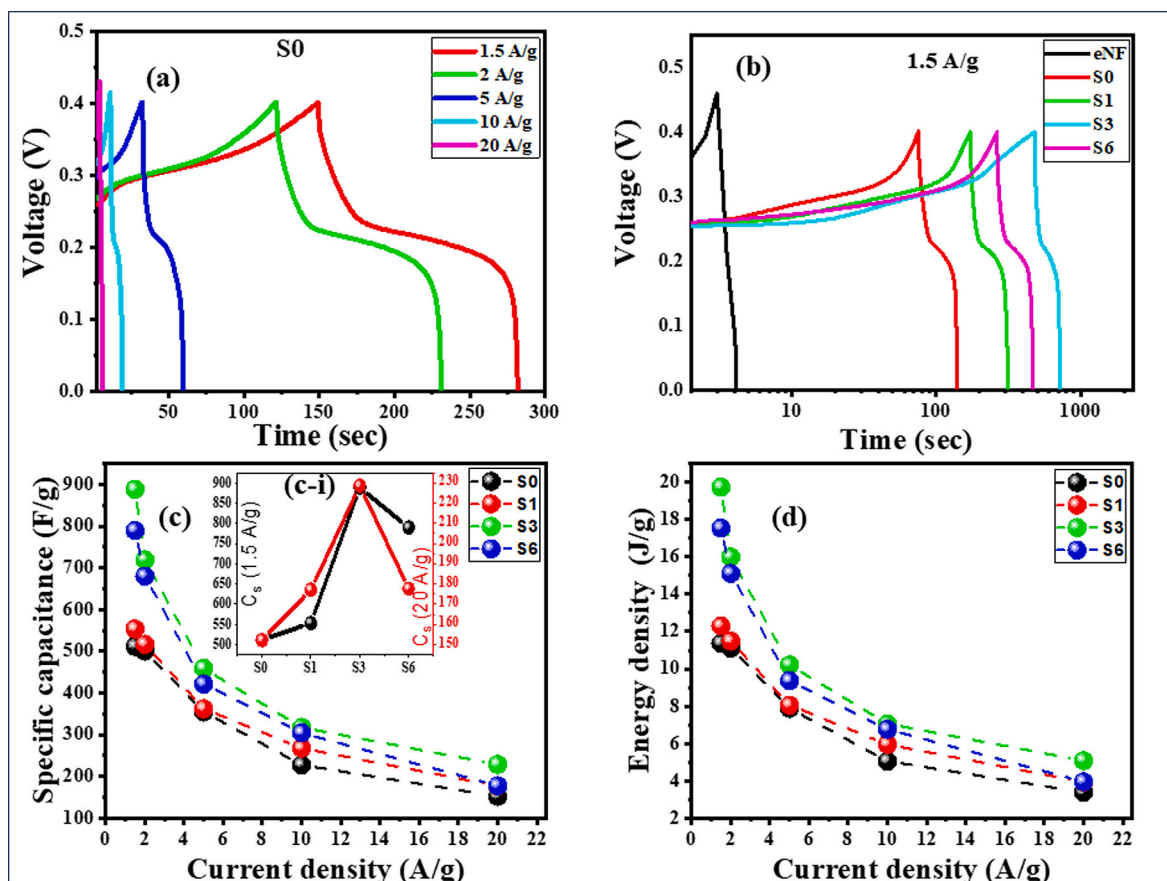 S0
(a)
1.5 A/g
2 A/g
5 A/g
10 A/g
20 A/g
0.5
0.4
0.3
0.2
0.1
0.0
Voltage (V)
50 100 150 200 250 300
Time (sec)
(b)
1.5 A/g
eNF
S0
S1
S3
S6
0.5
0.4
0.3
0.2
0.1
0.0
Voltage (V)
10 100 1000
Time (sec)
(c)
S0
S1
S3
S6
900
800
700
600
500
400
300
200
100
Specific capacitance (F/g)
0 2 4 6 8 10 12 14 16 18 20 22
Current density (A/g)
(c-i)
900
850
800
750
700
650
600
550
500
Cₛ (1.5 A/g)
230
220
210
200
190
180
170
160
150
Cₛ (20 A/g)
S0 S1 S3 S6
(d)
S0
S1
S3
S6
20
18
16
14
12
10
8
6
4
2
Energy density (J/g)
0 2 4 6 8 10 12 14 16 18 20 22
Current density (A/g)